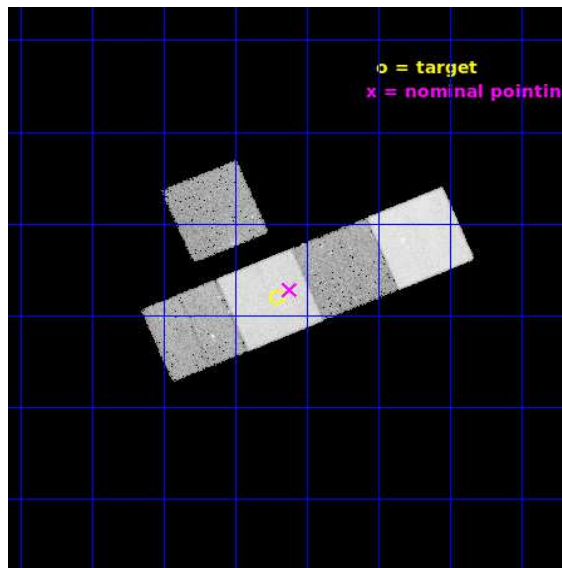 o = target
x = nominal pointin